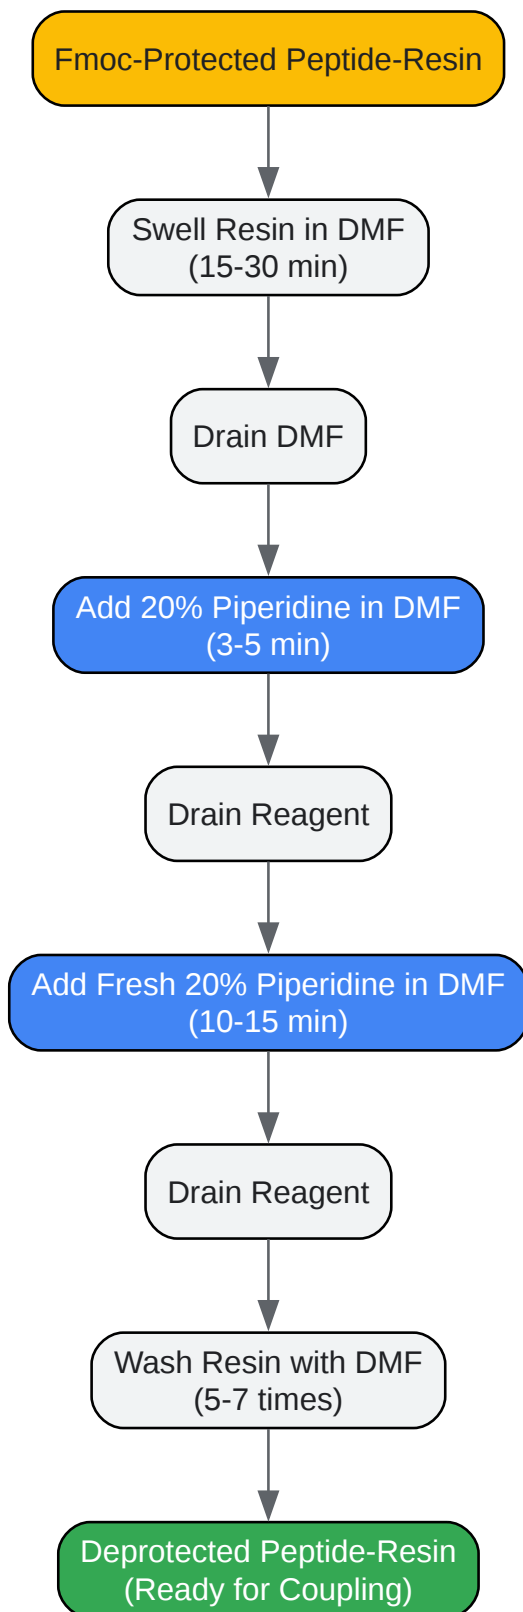 Fmoc-Protected Peptide-Resin
Swell Resin in DMF
(15-30 min)
Drain DMF
Add 20% Piperidine in DMF
(3-5 min)
Drain Reagent
Add Fresh 20% Piperidine in DMF
(10-15 min)
Drain Reagent
Wash Resin with DMF
(5-7 times)
Deprotected Peptide-Resin
(Ready for Coupling)